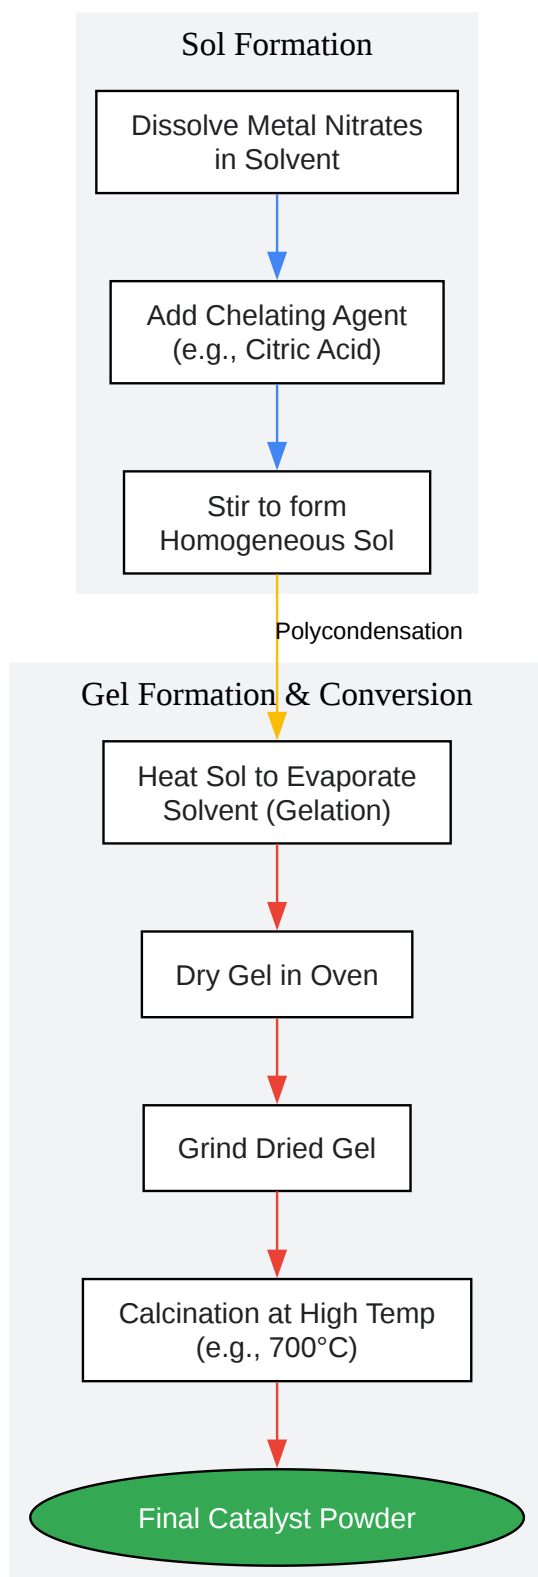 Sol Formation
Dissolve Metal Nitrates
in Solvent
Add Chelating Agent
(e.g., Citric Acid)
Stir to form
Homogeneous Sol
Polycondensation
Gel Formation & Conversion
Heat Sol to Evaporate
Solvent (Gelation)
Dry Gel in Oven
Grind Dried Gel
Calcination at High Temp
(e.g., 700°C)
Final Catalyst Powder